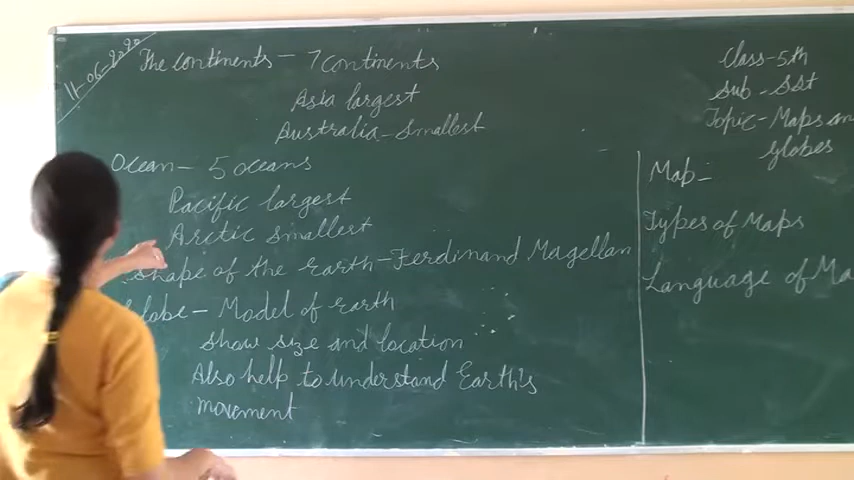 11-06-2020
The continents - 7 continents
Asia largest
Australia - Smallest
Ocean - 5 oceans
Pacific largest
Arctic smallest
Shape of the Earth - Ferdinand Magellan
Globe - Model of earth
Show size and location
Also help to understand Earth's
movement
Class - 5th
Sub - SSt
Topic - Maps an
Globes
Map -
Types of Maps
Language of Ma